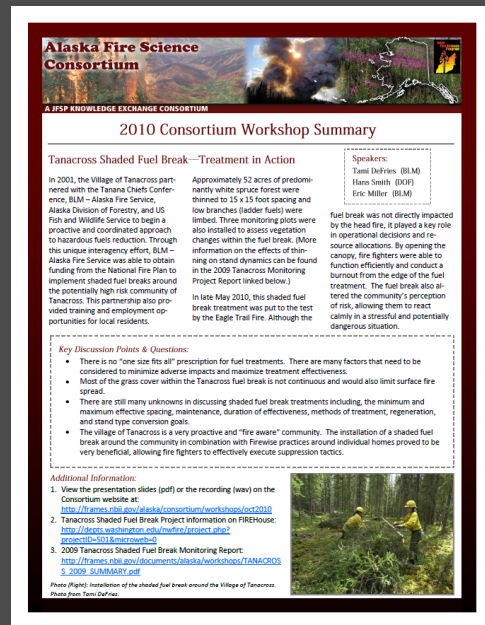 Alaska Fire Science
Consortium
A JFSP KNOWLEDGE EXCHANGE CONSORTIUM
2010 Consortium Workshop Summary
Tanacross Shaded Fuel Break—Treatment in Action
In 2001, the Village of Tanacross part-
nered with the Tanana Chiefs Confer-
ence, BLM – Alaska Fire Service,
Alaska Division of Forestry, and US
Fish and Wildlife Service to begin a
proactive and coordinated approach
to hazardous fuels reduction. Through
this unique interagency effort, BLM –
Alaska Fire Service was able to obtain
funding from the National Fire Plan to
implement shaded fuel breaks around
the potentially high risk community of
Tanacross. This partnership also pro-
vided training and employment op-
portunities for local residents.
Approximately 52 acres of predomi-
nantly white spruce forest were
thinned to 15 x 15 foot spacing and
low branches (ladder fuels) were
limbed. Three monitoring plots were
also installed to assess vegetation
changes within the fuel break. (More
information on the effects of thin-
ning on stand dynamics can be found
in the 2009 Tanacross Monitoring
Project Report linked below.)
In late May 2010, this shaded fuel
break treatment was put to the test
by the Eagle Trail Fire. Although the
Speakers:
Tami DeFries (BLM)
Hans Smith (DOF)
Eric Miller (BLM)
fuel break was not directly impacted
by the head fire, it played a key role
in operational decisions and re-
source allocations. By opening the
canopy, fire fighters were able to
function efficiently and conduct a
burnout from the edge of the fuel
treatment. The fuel break also al-
tered the community's perception
of risk, allowing them to react
calmly in a stressful and potentially
dangerous situation.
Key Discussion Points & Questions:
• There is no "one size fits all" prescription for fuel treatments. There are many factors that need to be
considered to minimize adverse impacts and maximize treatment effectiveness.
• Most of the grass cover within the Tanacross fuel break is not continuous and would also limit surface fire
spread.
• There are still many unknowns in discussing shaded fuel break treatments including, the minimum and
maximum effective spacing, maintenance, duration of effectiveness, methods of treatment, regeneration,
and stand type conversion goals.
• The village of Tanacross is a very proactive and "fire aware" community. The installation of a shaded fuel
break around the community in combination with Firewise practices around individual homes proved to be
very beneficial, allowing fire fighters to effectively execute suppression tactics.
Additional Information:
1. View the presentation slides (pdf) or the recording (wav) on the
Consortium website at:
http://frames.nbii.gov/alaska/consortium/workshops/oct2010
2. Tanacross Shaded Fuel Break Project information on FIREHouse:
http://depts.washington.edu/nwfire/project.php?
projectID=501&microweb=0
3. 2009 Tanacross Shaded Fuel Break Monitoring Report:
http://frames.nbii.gov/documents/alaska/workshops/TANACROS
S_2009_SUMMARY.pdf
Photo (Right): Installation of the shaded fuel break around the Village of Tanacross.
Photo from Tami DeFries.